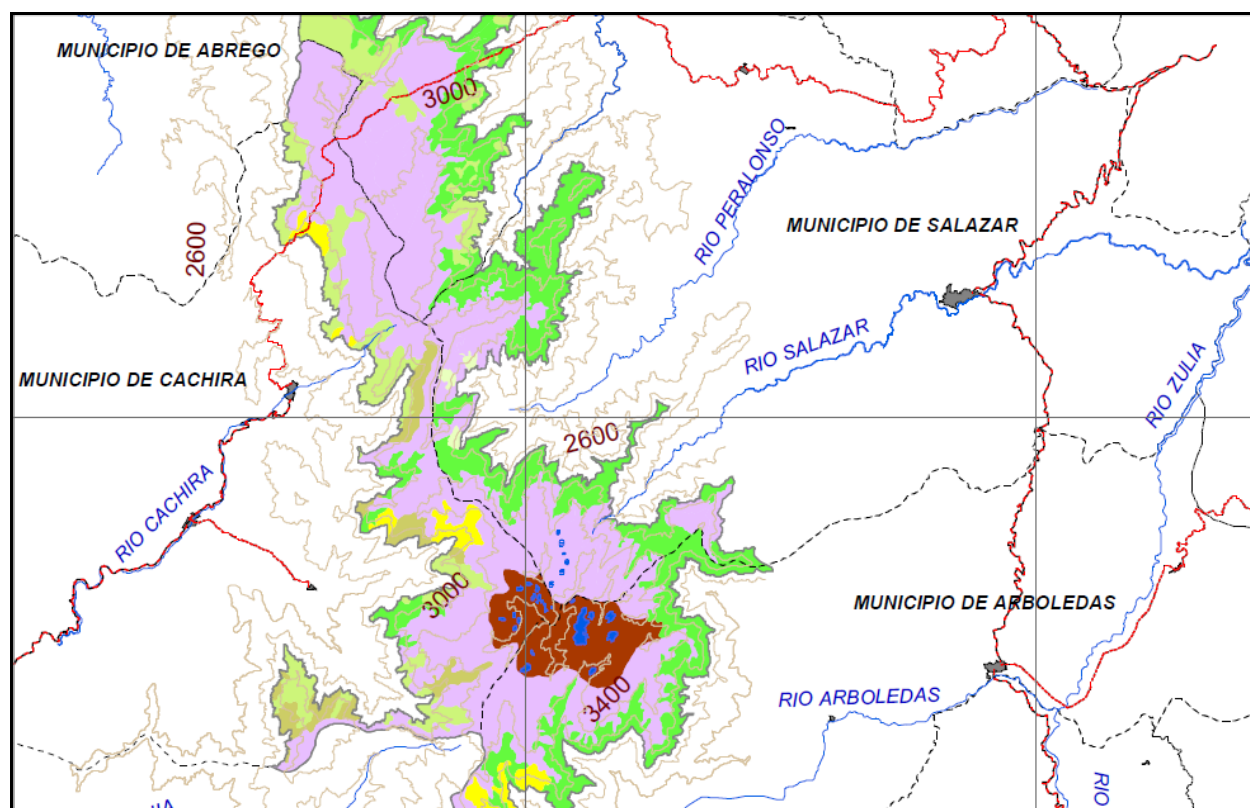 MUNICIPIO DE ABREGO
3000
RIO PERALONSO
2600
MUNICIPIO DE SALAZAR
RIO SALAZAR
MUNICIPIO DE CACHIRA
RIO ZULIA
2600
RIO CACHIRA
3000
MUNICIPIO DE ARBOLEDAS
3400
RIO ARBOLEDAS
RIO